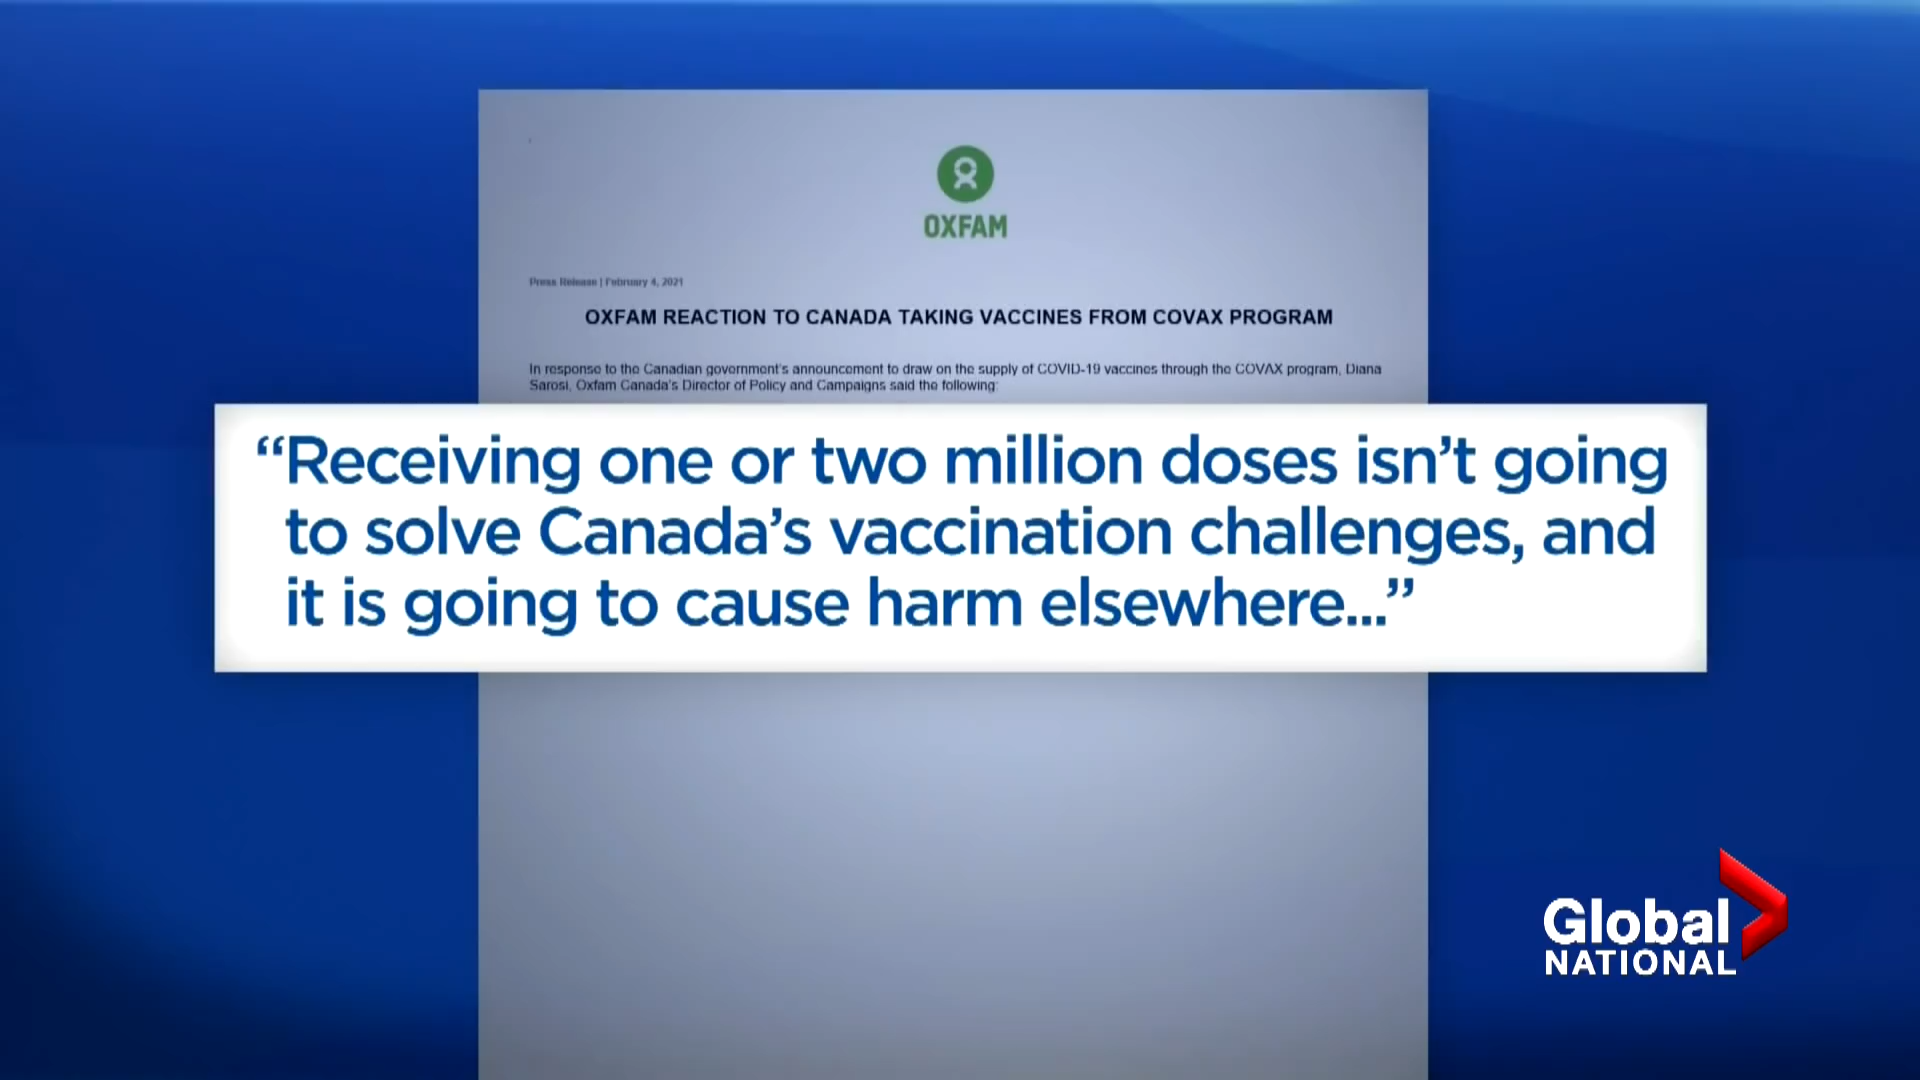 OXFAM
Press Release | February 4, 2021
OXFAM REACTION TO CANADA TAKING VACCINES FROM COVAX PROGRAM
In response to the Canadian government's announcement to draw on the supply of COVID-19 vaccines through the COVAX program, Diana
Sarosi, Oxfam Canada's Director of Policy and Campaigns said the following:
“Receiving one or two million doses isn’t going
to solve Canada’s vaccination challenges, and
it is going to cause harm elsewhere...”
Global
NATIONAL